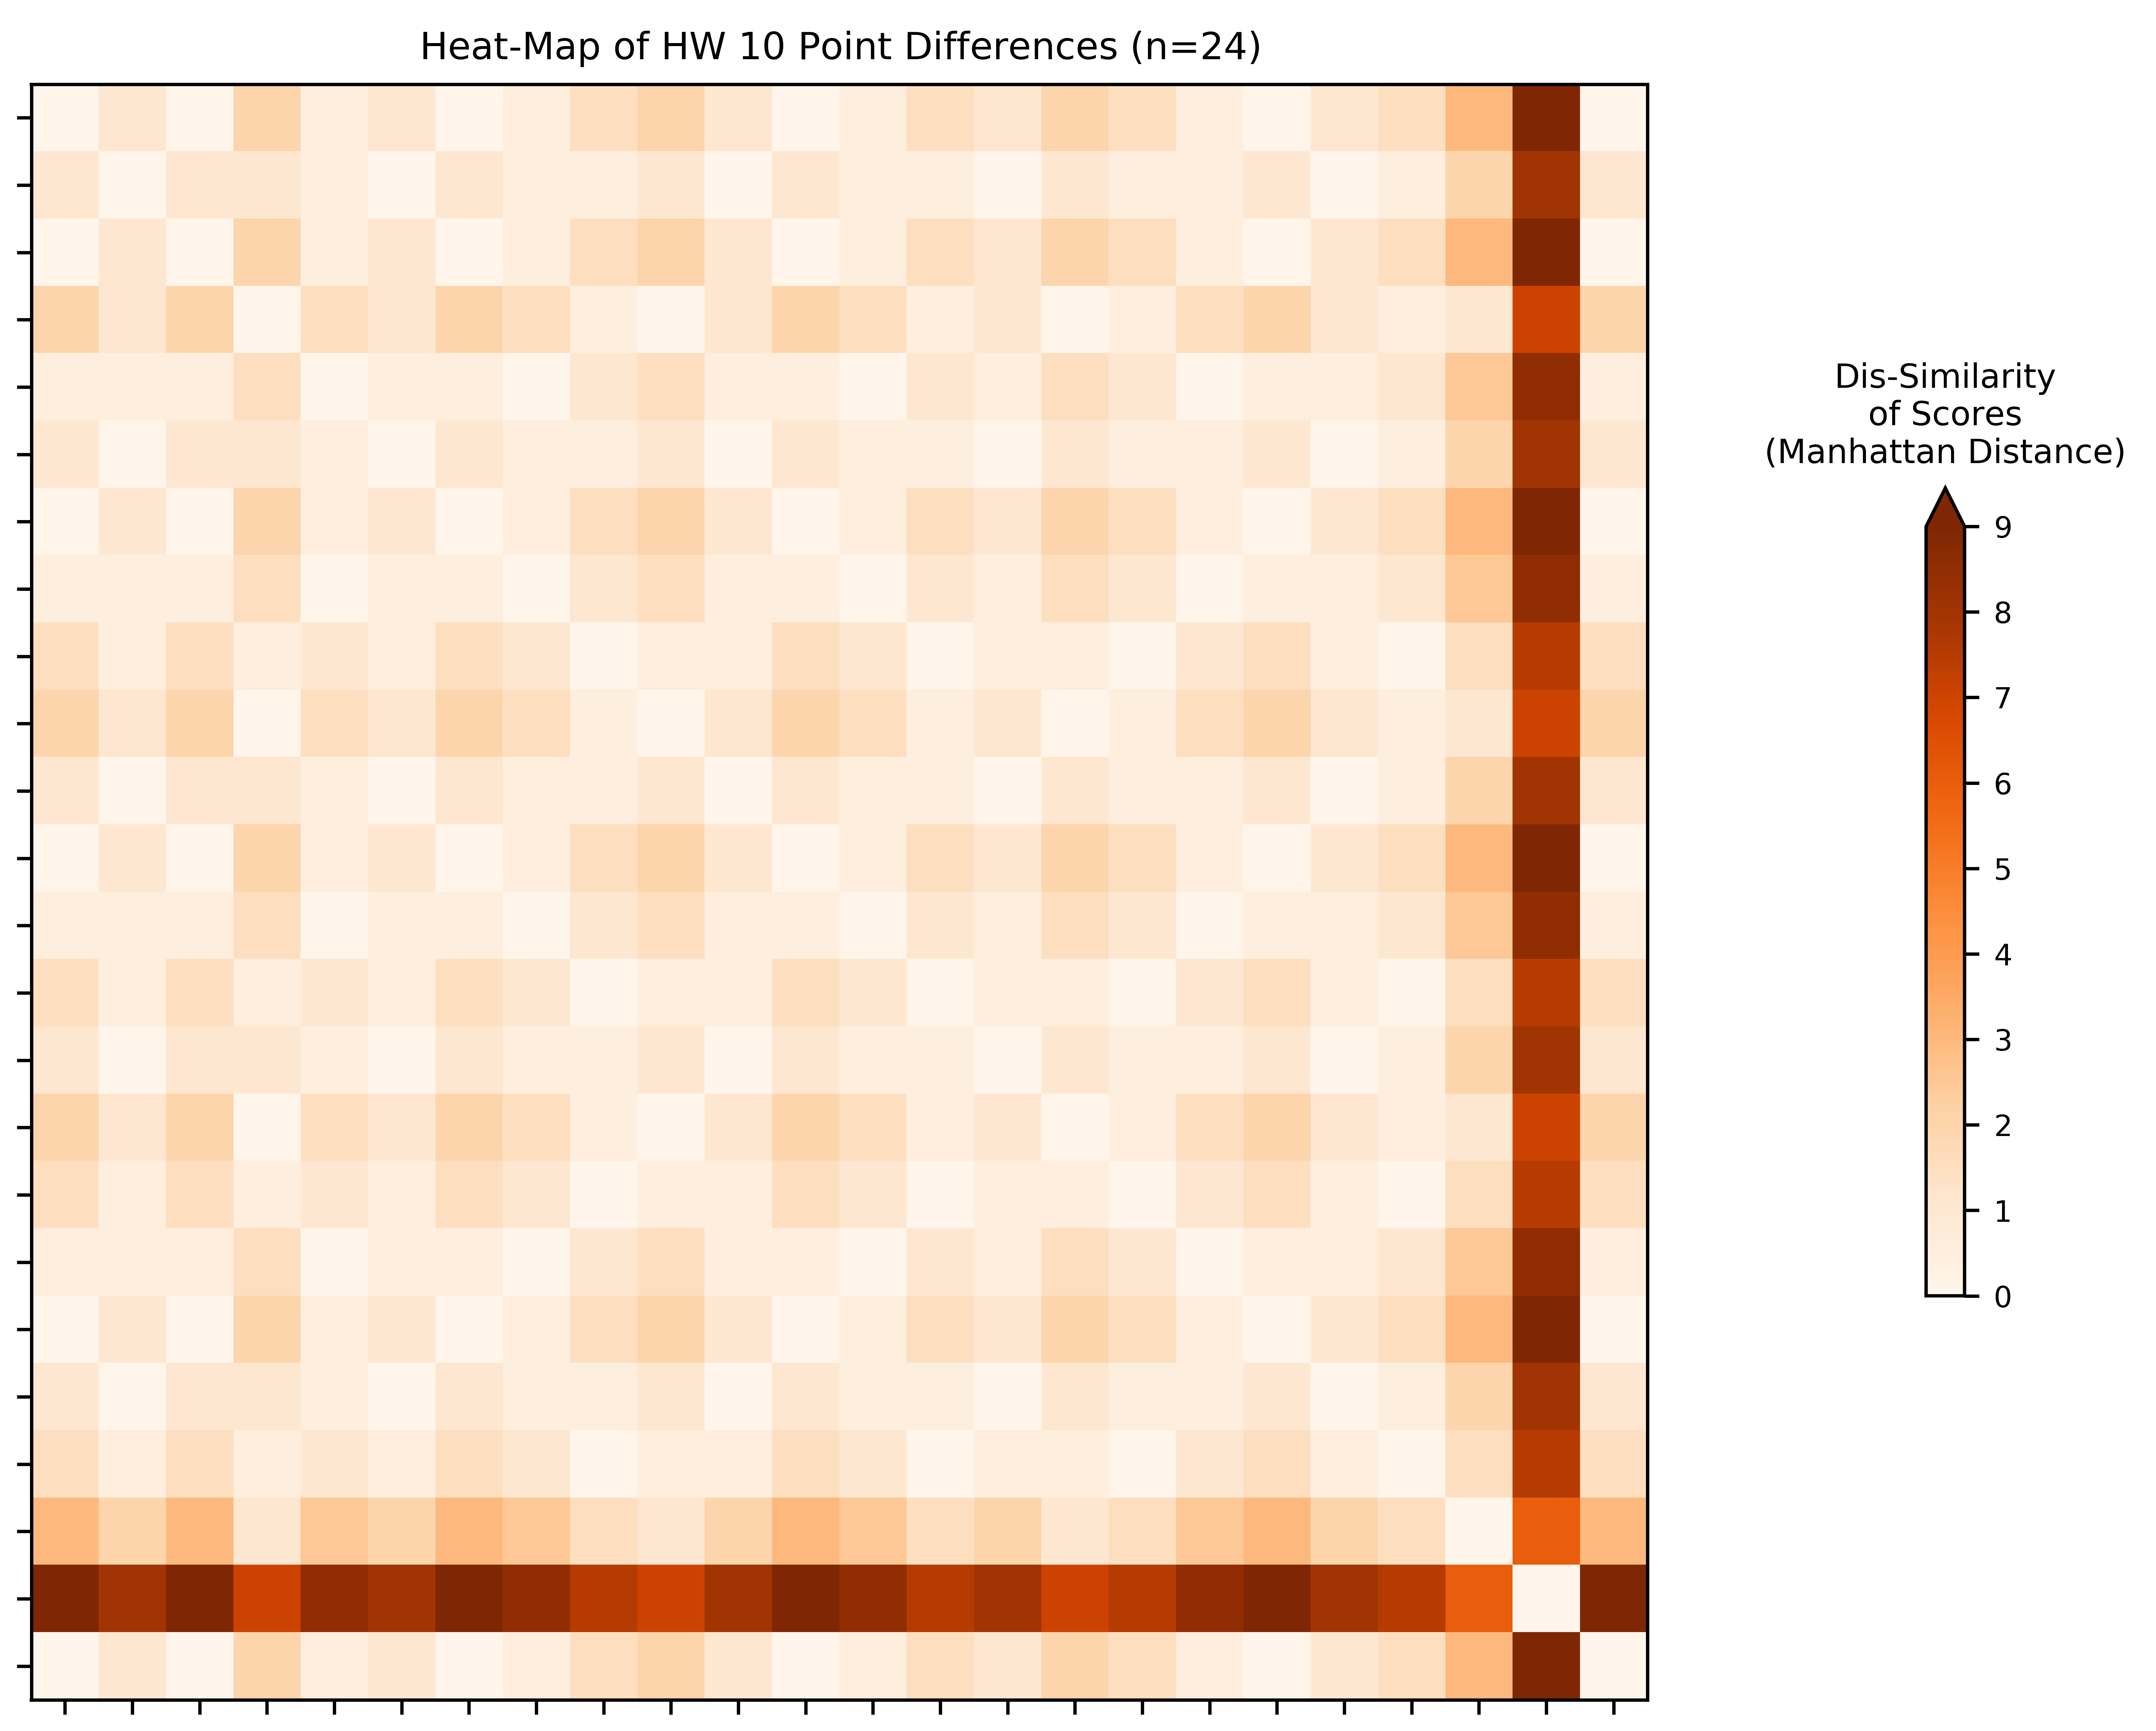 Heat-Map of HW 10 Point Differences (n=24)
Dis-Similarity
of Scores
(Manhattan Distance)
9
8
7
6
5
4
3
2
1
0